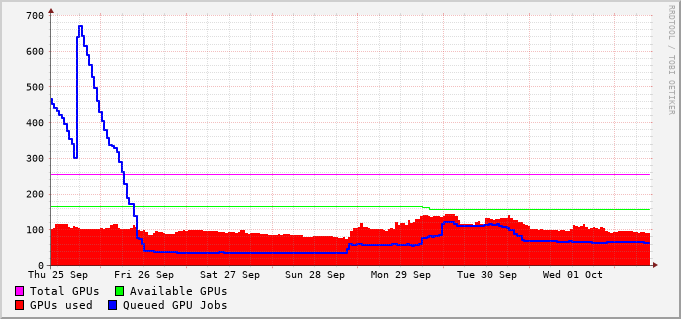 700
600
500
400
300
200
100
0
Thu 25 Sep Fri 26 Sep Sat 27 Sep Sun 28 Sep Mon 29 Sep Tue 30 Sep Wed 01 Oct
Total GPUs Available GPUs
GPUs used Queued GPU Jobs
RRDTOOL / TOBI OETIKER